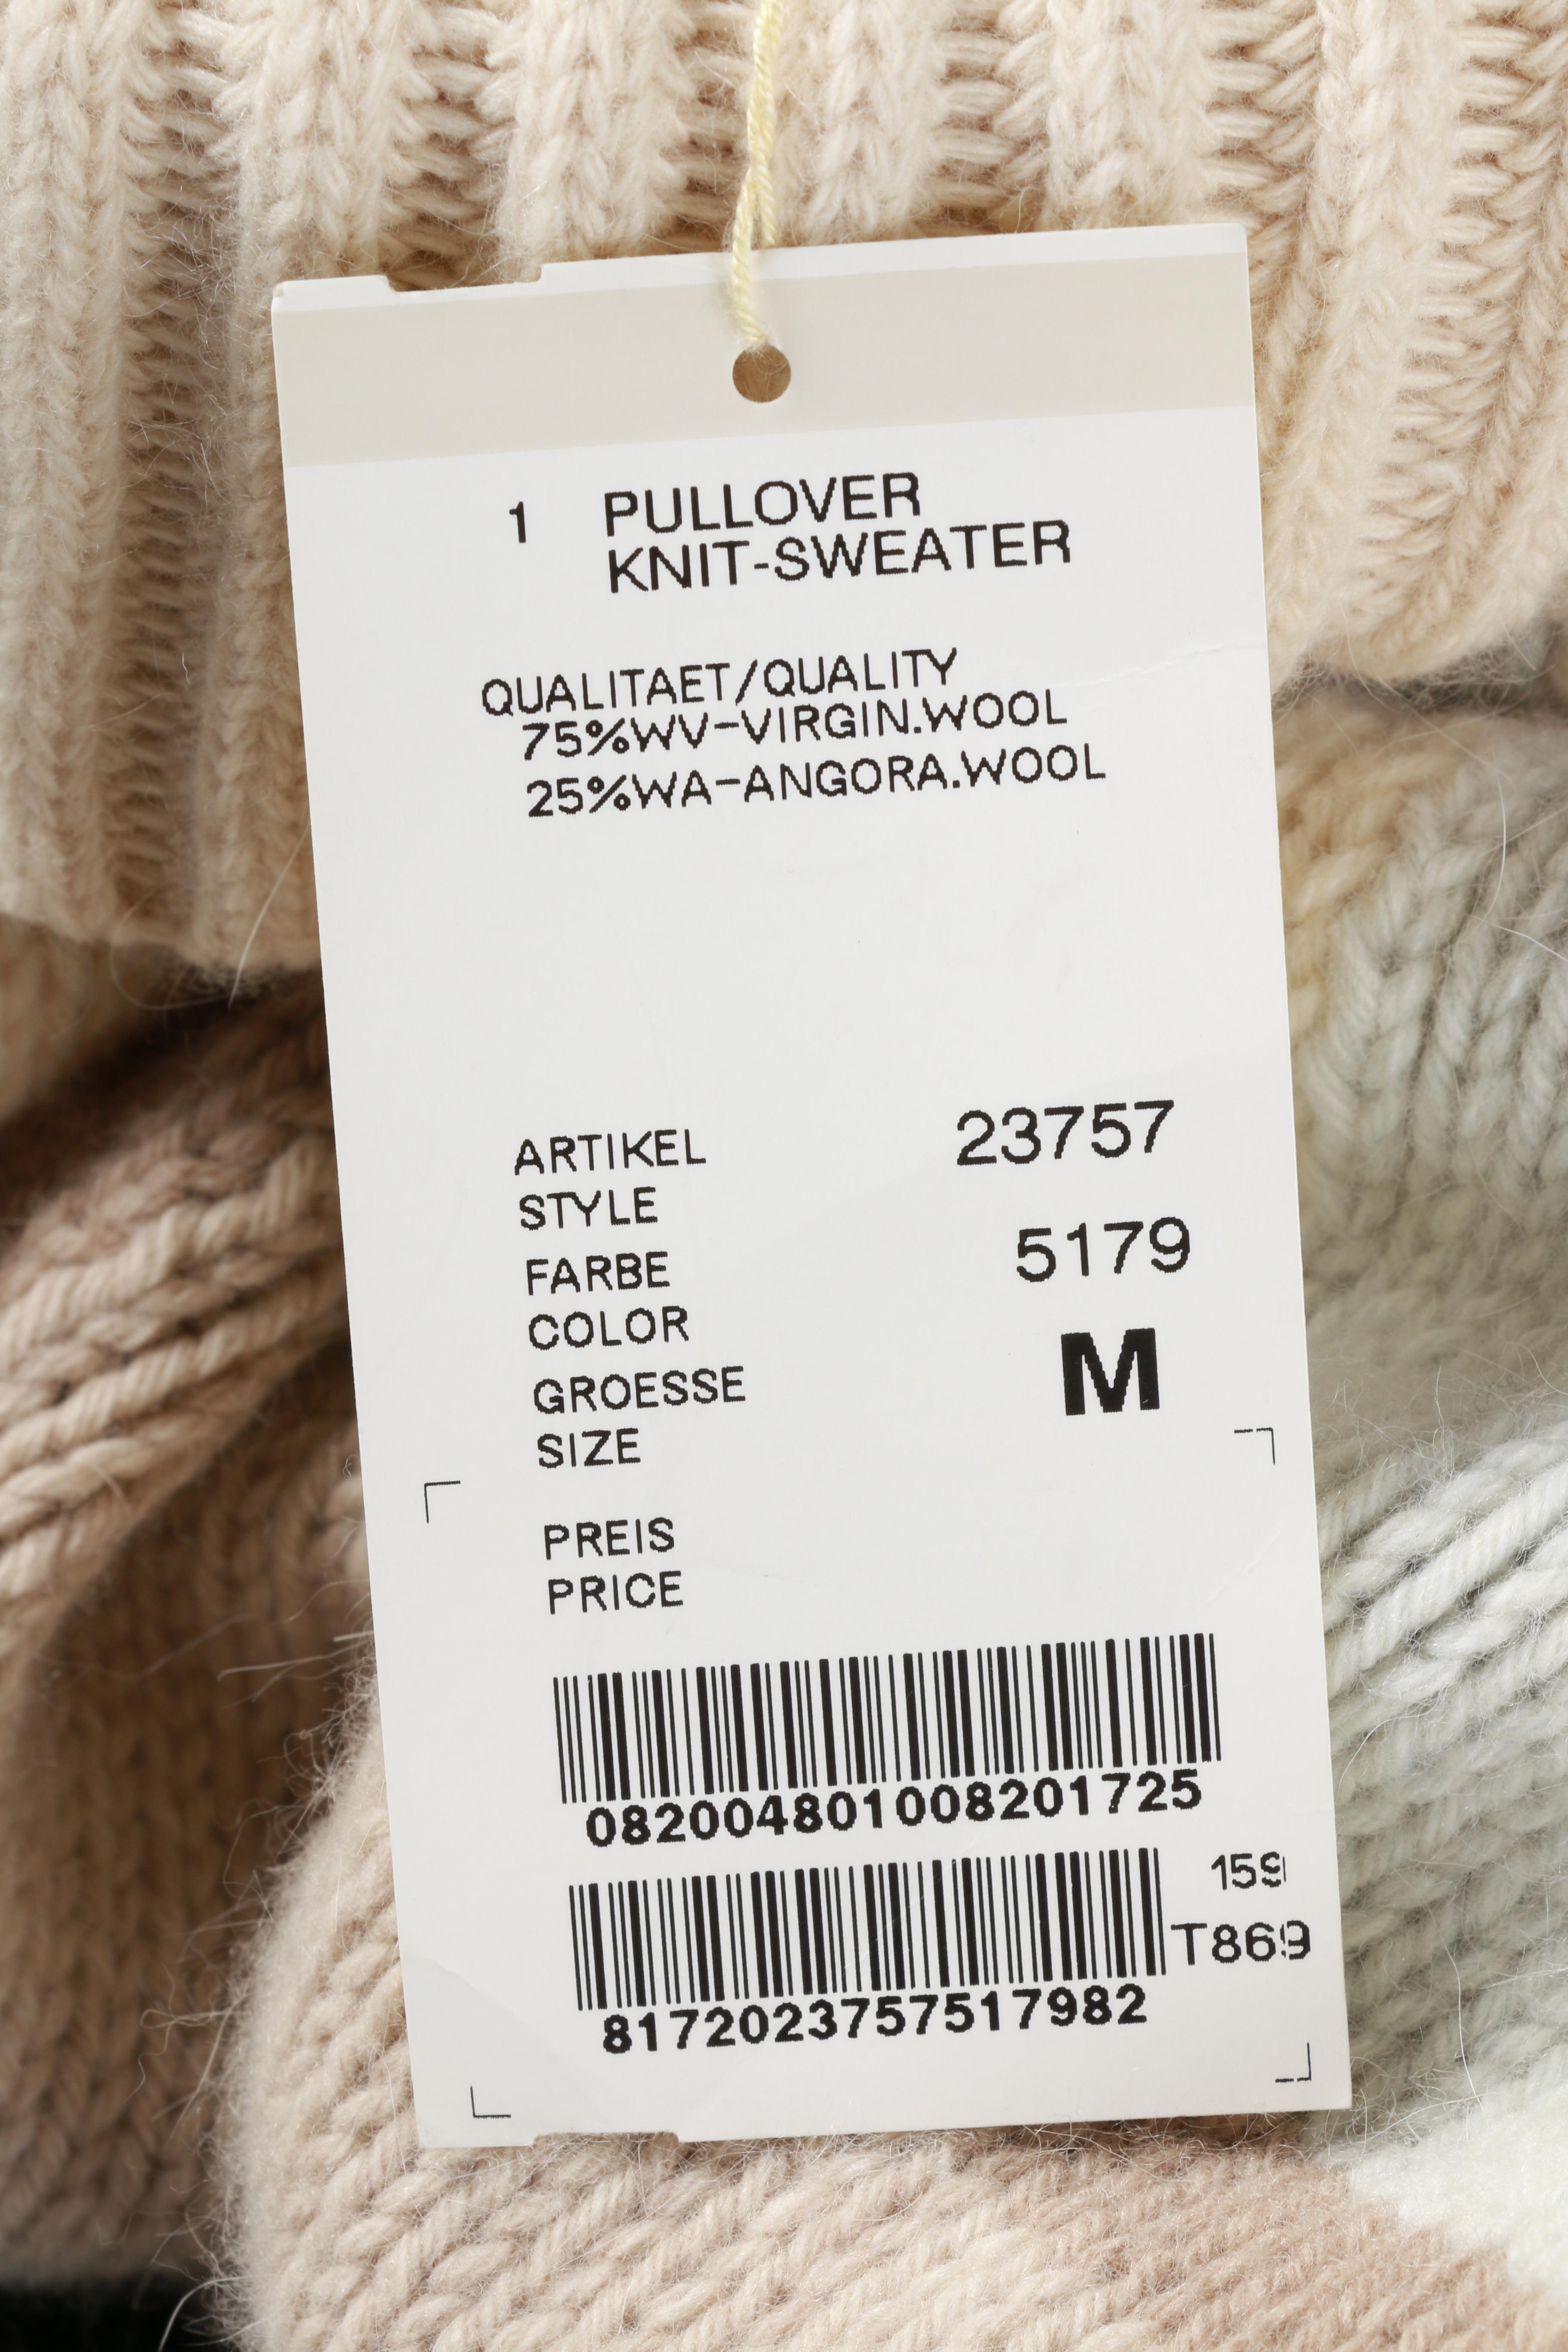 1 PULLOVER
KNIT-SWEATER
QUALITAET/QUALITY
75%WV-VIRGIN.WOOL
25%WA-ANGORA.WOOL
ARTIKEL 23757
STYLE
FARBE 5179
COLOR
GROESSE M
SIZE
PREIS
PRICE
082004801008201725
159
T869
8172023757517982